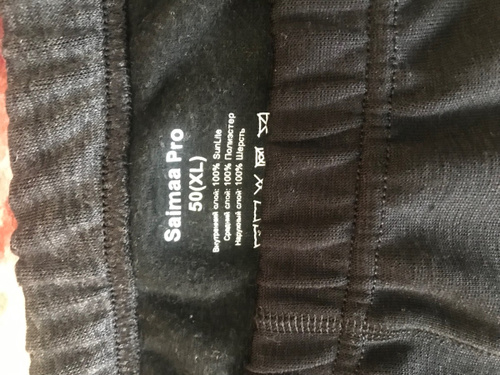 Saimaa Pro
50(XL)
Внутренний слой: 100% SunLite
Средний слой: 100% Полиэстер
Наружный слой: 100% Шерсть